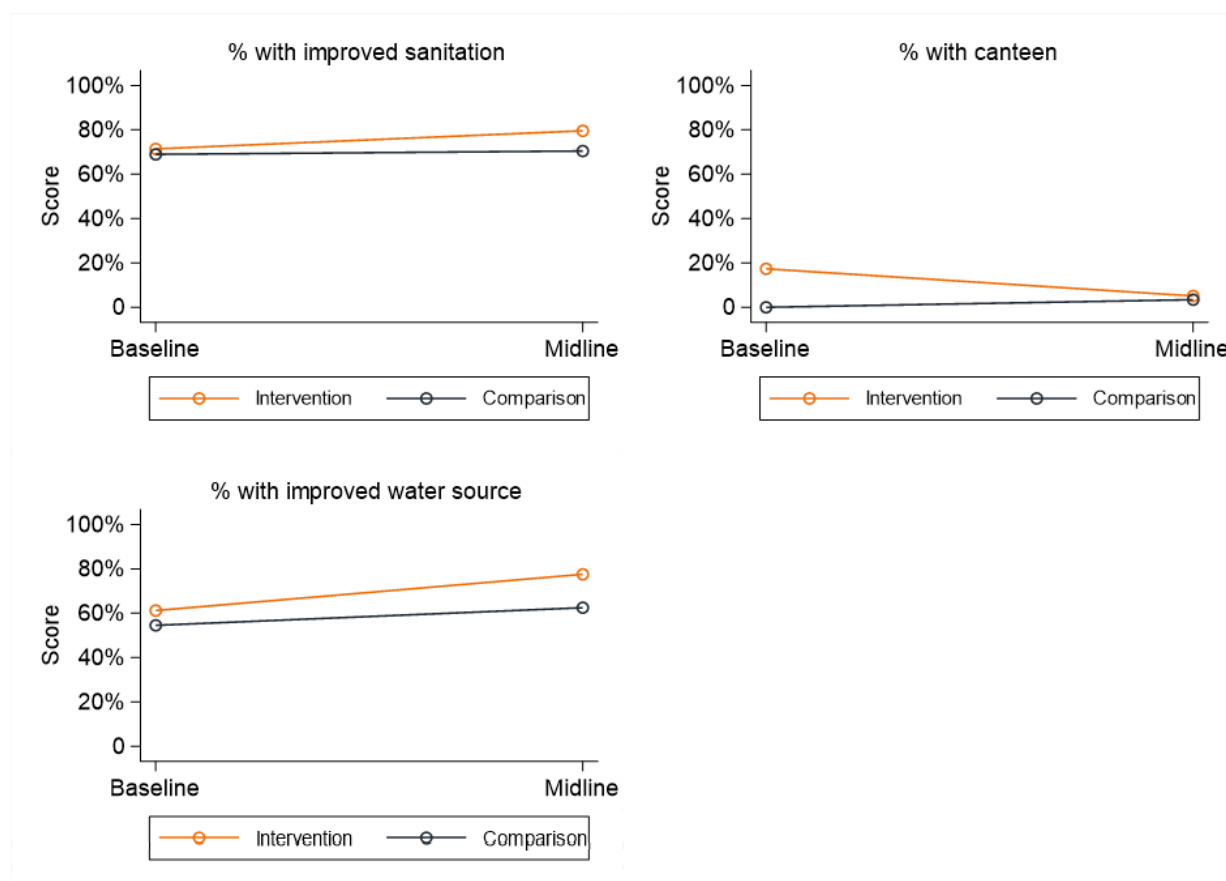 % with improved sanitation
100%
80%
60%
40%
20%
0
Score
Baseline Midline
Intervention Comparison
% with canteen
100%
80%
60%
40%
20%
0
Score
Baseline Midline
Intervention Comparison
% with improved water source
100%
80%
60%
40%
20%
0
Score
Baseline Midline
Intervention Comparison